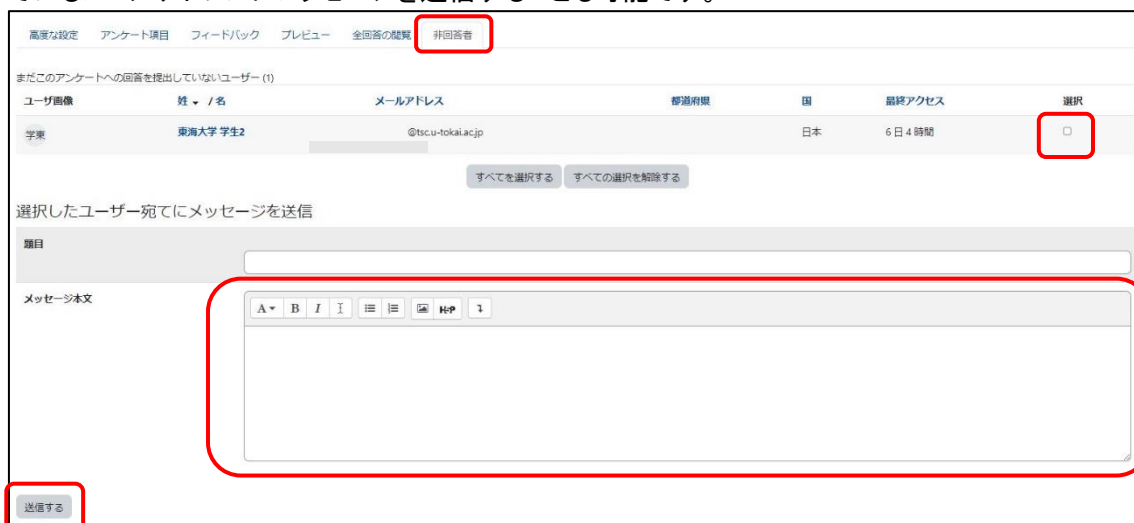 高度な設定 アンケート項目 フィードバック プレビュー 全回答の閲覧 非回答者
まだこのアンケートへの回答を提出していないユーザー (1)
ユーザ画像 姓 / 名 メールアドレス 都道府県 国 最終アクセス 選択
学東 東海大学 学生2 @tsc.u-tokai.ac.jp 日本 6 日 4 時間
すべてを選択する すべての選択を解除する
選択したユーザー宛てにメッセージを送信
題目
メッセージ本文
A B I H5P
送信する